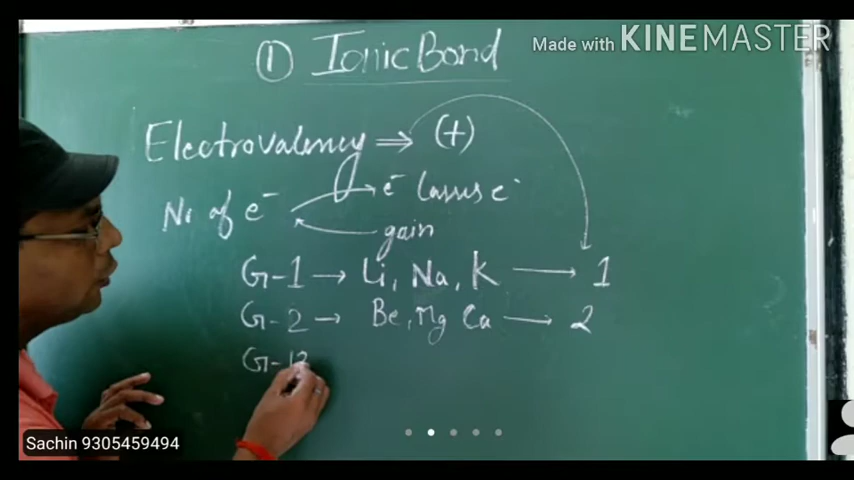 ① Ionic Bond
Made with KINEMASTER
Electrovalency ⇒ (+)
No of e⁻ → e⁻ Losses e⁻
gain
G-1 → Li, Na, K → 1
G-2 → Be, Mg Ca → 2
G-13
Sachin 9305459494